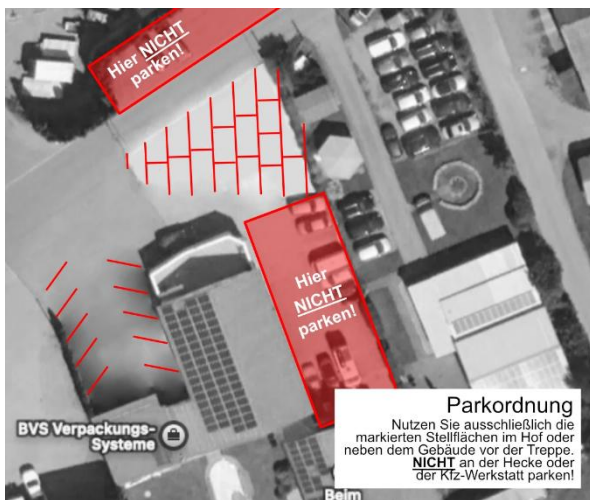 Hier NICHT
parken!
Hier
NICHT
parken!
BVS Verpackungs-
Systeme
Beim
Parkordnung
Nutzen Sie ausschließlich die
markierten Stellflächen im Hof oder
neben dem Gebäude vor der Treppe.
NICHT an der Hecke oder
der Kfz-Werkstatt parken!